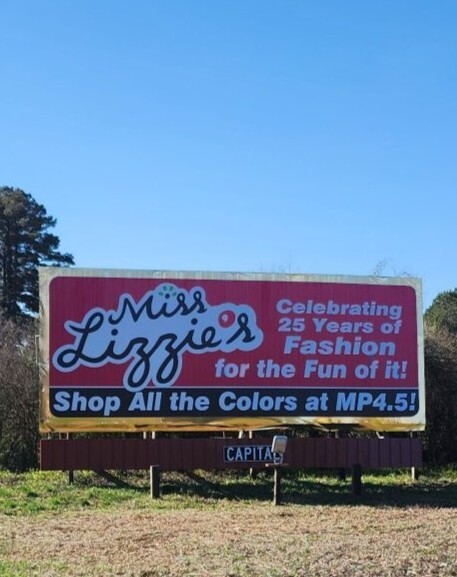 Miss
Lizzie's
Celebrating
25 Years of
Fashion
for the Fun of it!
Shop All the Colors at MP4.5!
CAPITA